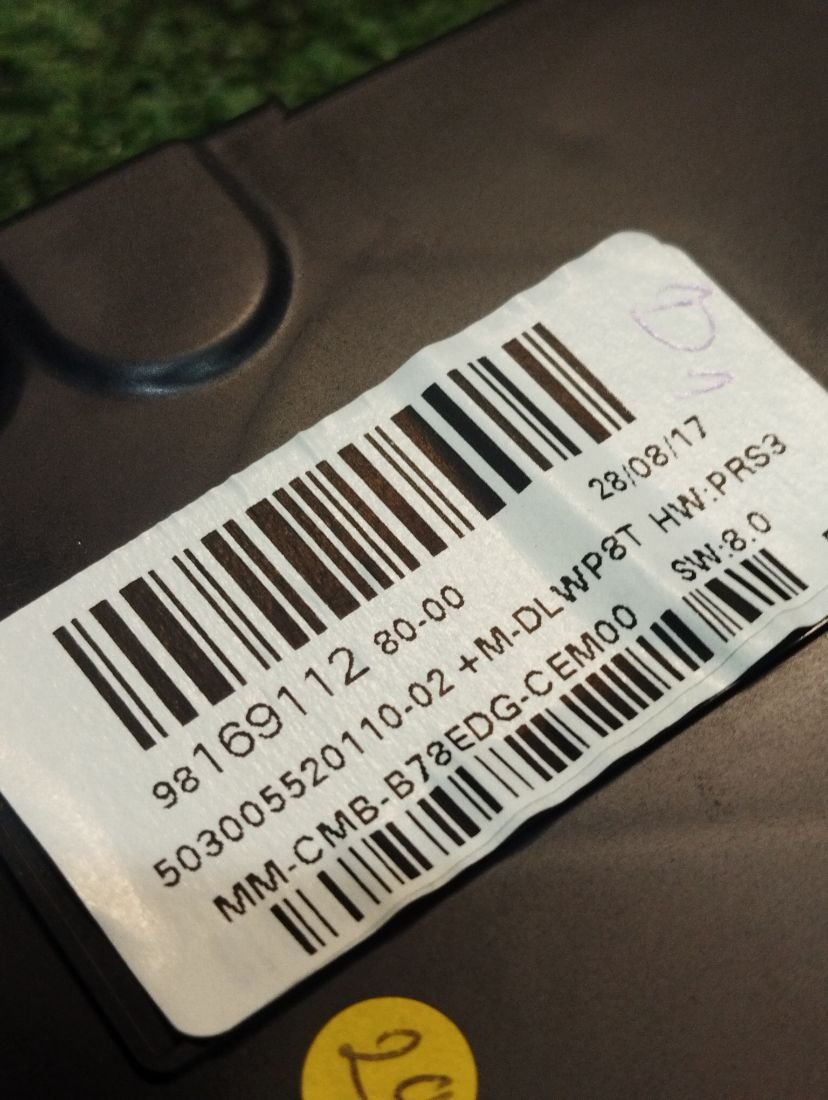 28/08/17
98169112 80-00
HW:PRS3
503005520110-02 +M-DLWP8T
SW:8.0
MM-CMB-B78EDG-CEM00